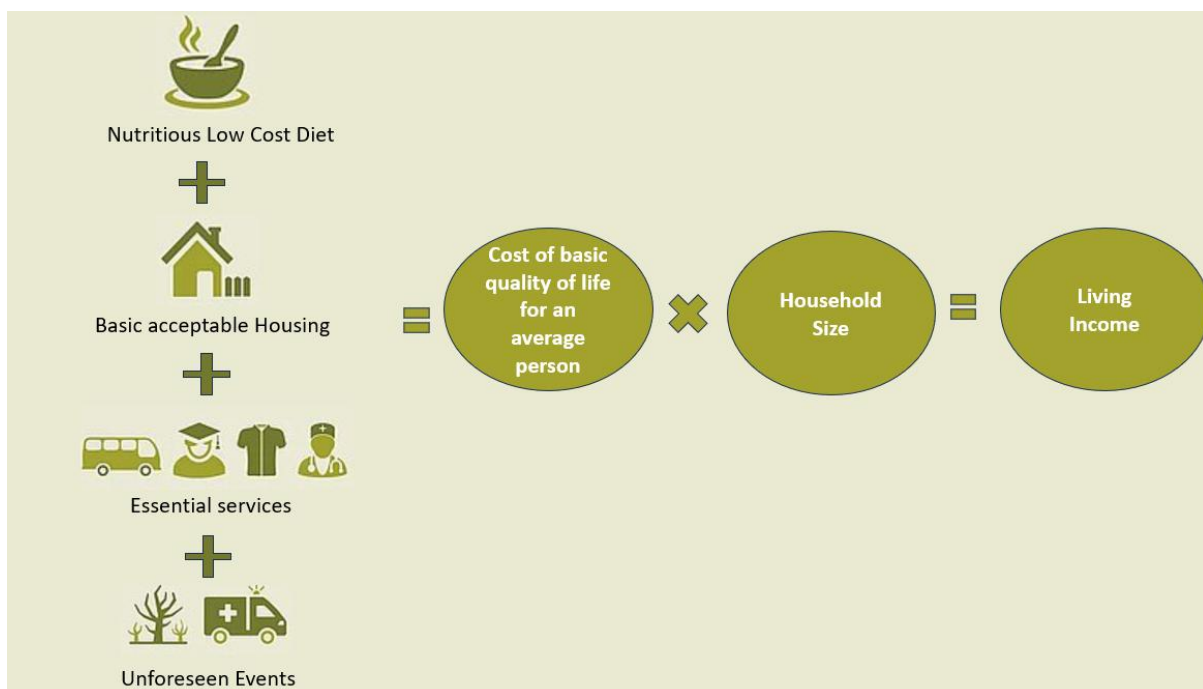 Nutritious Low Cost Diet
Basic acceptable Housing
Essential services
Unforeseen Events
Cost of basic
quality of life
for an
average
person
Household
Size
Living
Income